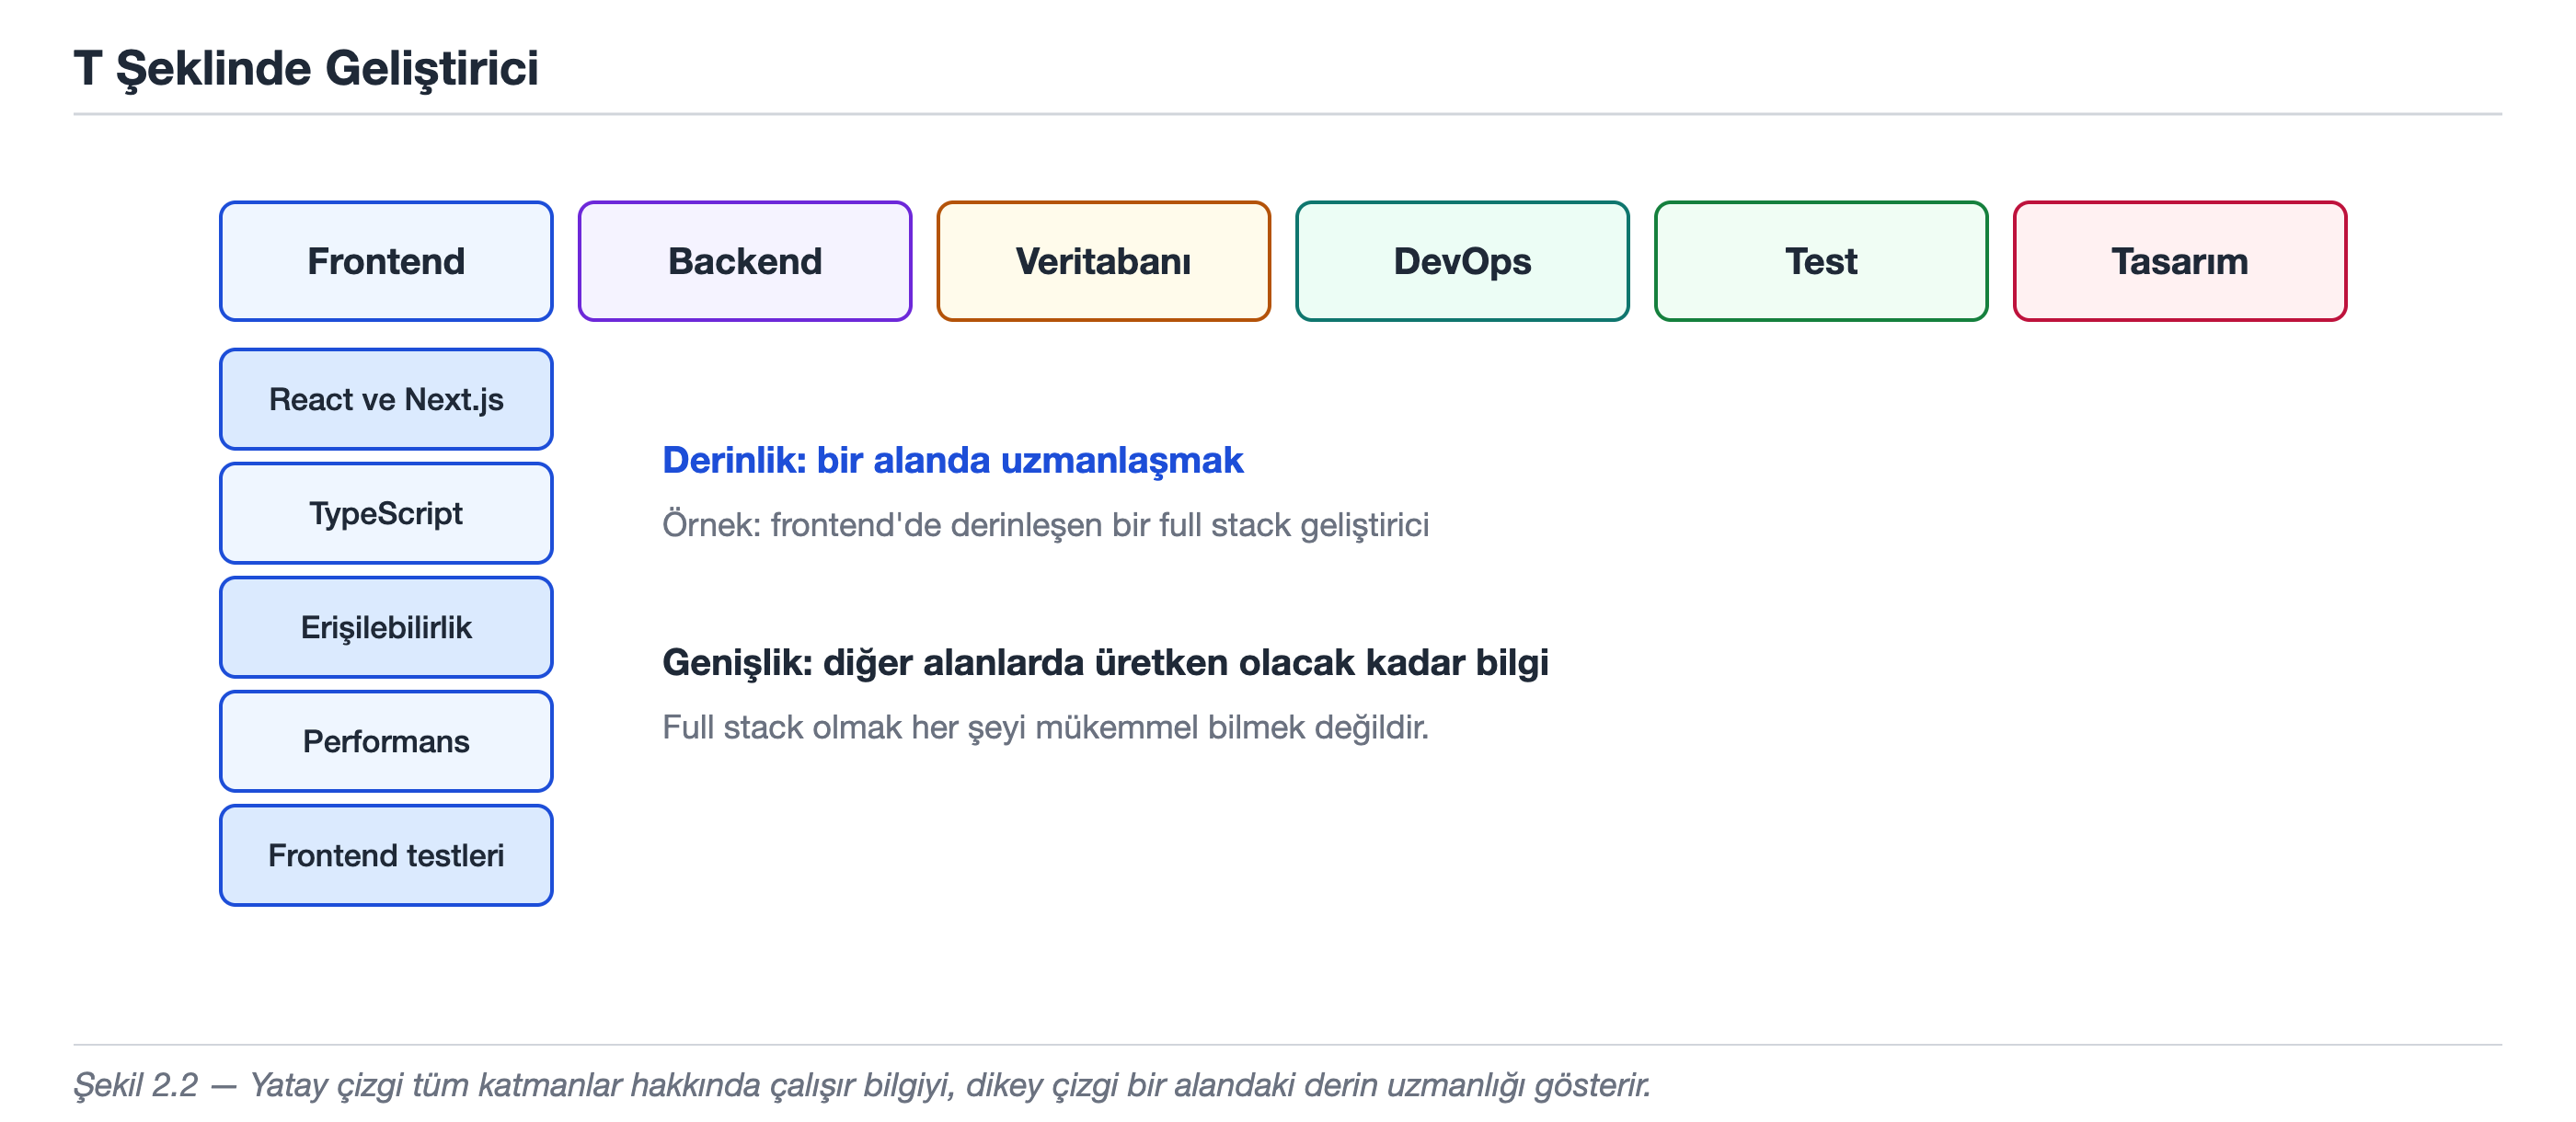 T Şeklinde Geliştirici
Frontend
Backend
Veritabanı
DevOps
Test
Tasarım
React ve Next.js
TypeScript
Erişilebilirlik
Performans
Frontend testleri
Derinlik: bir alanda uzmanlaşmak
Örnek: frontend'de derinleşen bir full stack geliştirici
Genişlik: diğer alanlarda üretken olacak kadar bilgi
Full stack olmak her şeyi mükemmel bilmek değildir.
Şekil 2.2 — Yatay çizgi tüm katmanlar hakkında çalışır bilgiyi, dikey çizgi bir alandaki derin uzmanlığı gösterir.